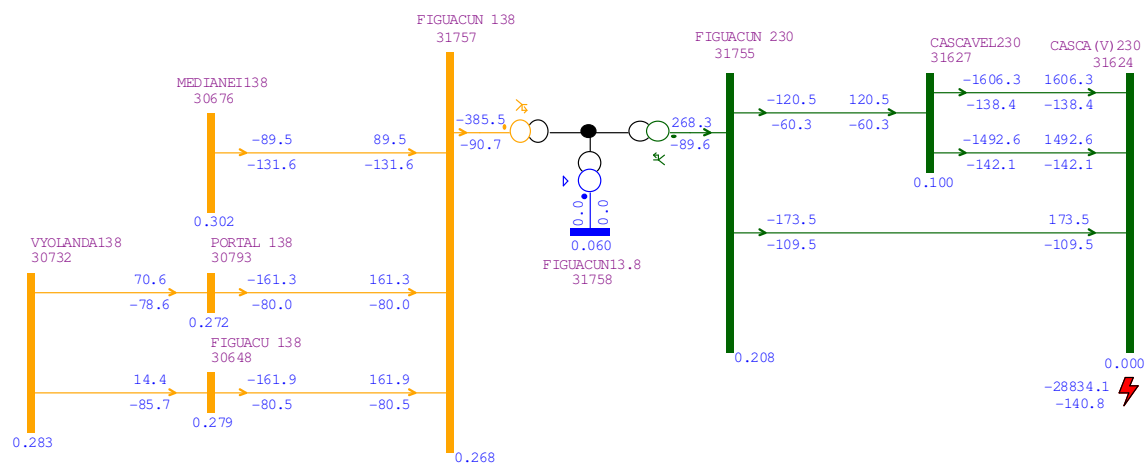 FIGUACUN 138
31757
FIGUACUN 230
31755
CASCAVEL230
31627
CASCA(V)230
31624
MEDIANEI138
30676
-1606.3 1606.3
-138.4 -138.4
-120.5 120.5
-60.3 -60.3
-385.5
-90.7
268.3
-89.6
-89.5 89.5
-131.6 -131.6
-1492.6 1492.6
-142.1 -142.1
0.100
0.302
0.0
0.0
0.060
FIGUACUN13.8
31758
-173.5 173.5
-109.5 -109.5
VYOLANDA138
30732
PORTAL 138
30793
70.6 -161.3 161.3
-78.6 -80.0 -80.0
0.272
FIGUACU 138
30648
0.208
0.000
14.4 -161.9 161.9
-85.7 -80.5 -80.5
-28834.1
-140.8
0.279
0.283
0.268